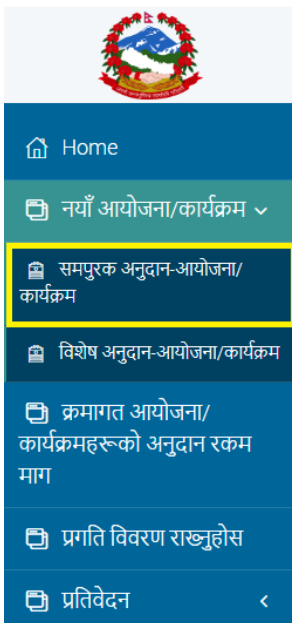 Home
नयाँ आयोजना/कार्यक्रम
समपुरक अनुदान-आयोजना/
कार्यक्रम
विशेष अनुदान-आयोजना/कार्यक्रम
क्रमागत आयोजना/
कार्यक्रमहरूको अनुदान रकम
माग
प्रगति विवरण राख्नुहोस
प्रतिवेदन